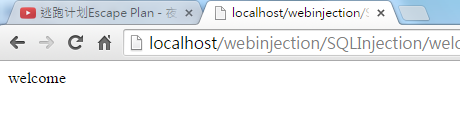 逃跑计划Escape Plan - 夜
localhost/webinjection/S
localhost/webinjection/SQLInjection/welc
welcome